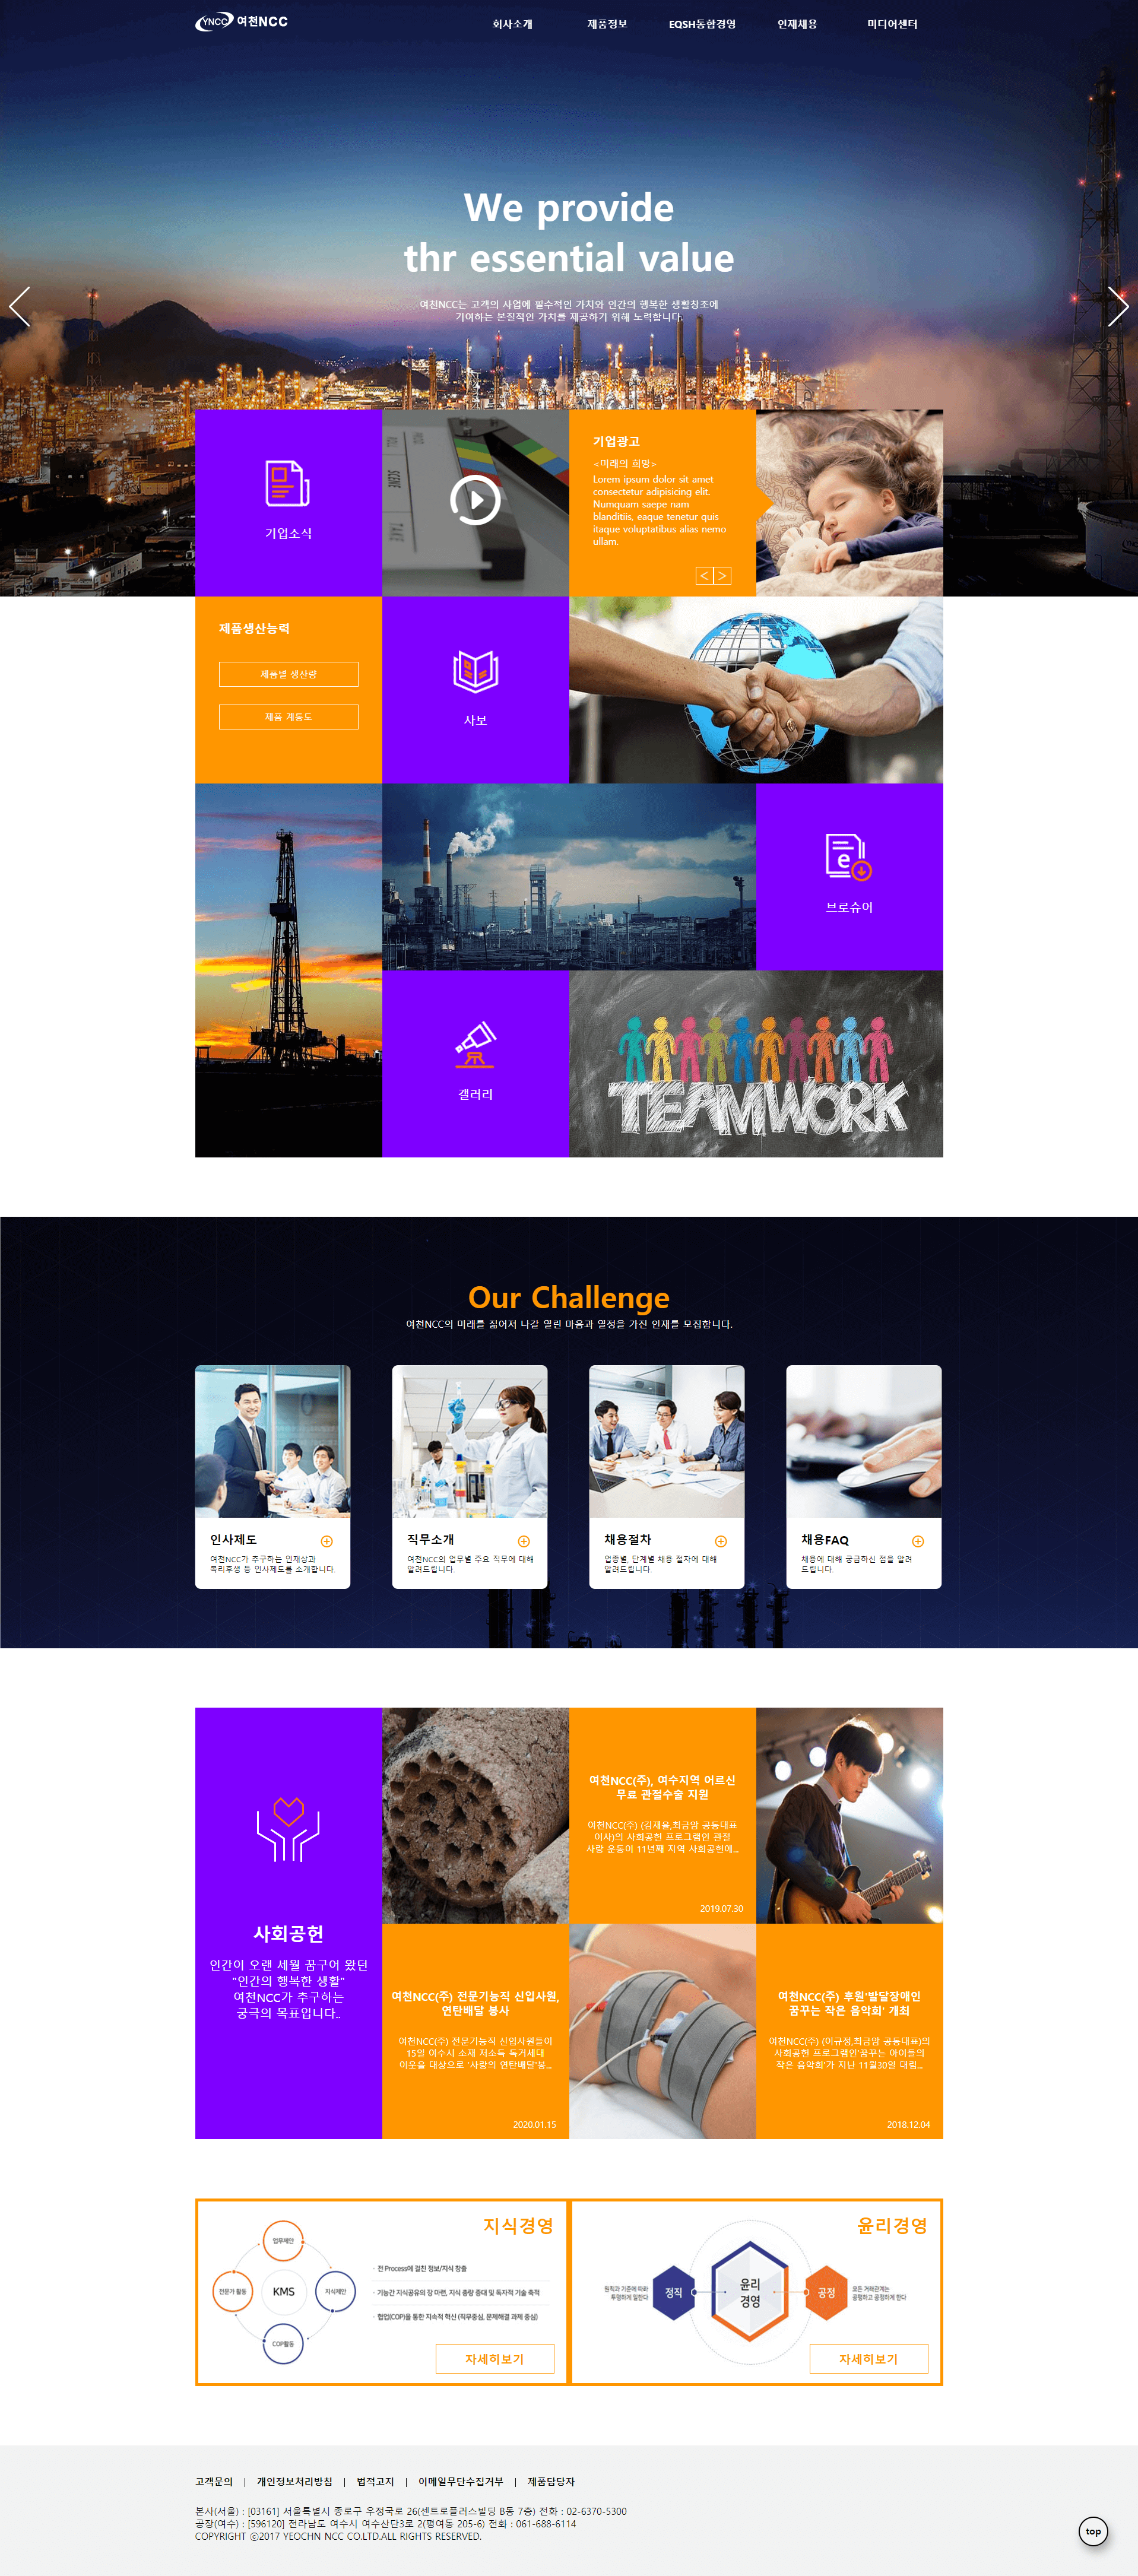 YNCC 여천NCC
회사소개
제품정보
EQSH통합경영
인재채용
미디어센터
We provide
thr essential value
여천NCC는 고객의 사업에 필수적인 가치와 인간의 행복한 생활창조에
기여하는 본질적인 가치를 제공하기 위해 노력합니다.
기업소식
SCENE
기업광고
<미래의 희망>
Lorem ipsum dolor sit amet
consectetur adipisicing elit.
Numquam saepe nam
blanditiis, eaque tenetur quis
itaque voluptatibus alias nemo
ullam.
< >
제품생산능력
제품별 생산량
제품 계통도
사보
e
브로슈어
갤러리
TEAMWORK
Our Challenge
여천NCC의 미래를 짊어져 나갈 열린 마음과 열정을 가진 인재를 모집합니다.
인사제도
여천NCC가 추구하는 인재상과
복리후생 등 인사제도를 소개합니다.
직무소개
여천NCC의 업무별 주요 직무에 대해
알려드립니다.
채용절차
업종별, 단계별 채용 절차에 대해
알려드립니다.
채용FAQ
채용에 대해 궁금하신 점을 알려
드립니다.
사회공헌
인간이 오랜 세월 꿈구어 왔던
"인간의 행복한 생활"
여천NCC가 추구하는
궁극의 목표입니다..
여천NCC(주), 여수지역 어르신
무료 관절수술 지원
여천NCC(주) (김재율,최금암 공동대표
이사)의 사회공헌 프로그램인 관절
사랑 운동이 11년째 지역 사회공헌에...
2019.07.30
여천NCC(주) 전문기능직 신입사원,
연탄배달 봉사
여천NCC(주) 전문기능직 신입사원들이
15일 여수시 소재 저소득 독거세대
이웃을 대상으로 '사랑의 연탄배달'봉...
2020.01.15
여천NCC(주) 후원'발달장애인
꿈꾸는 작은 음악회' 개최
여천NCC(주) (이규정,최금암 공동대표)의
사회공헌 프로그램인'꿈꾸는 아이들의
작은 음악회'가 지난 11월30일 대림...
2018.12.04
지식경영
업무제안
전문가 활동
KMS
지식제안
COP활동
· 전 Process에 걸친 정보/지식 창출
· 기능간 지식공유의 장 마련, 지식 총량 증대 및 독자적 기술 축적
· 협업(COP)을 통한 지속적 혁신 (직무중심, 문제해결 과제 중심)
자세히보기
윤리경영
원칙과 기준에 따라
투명하게 일한다
정직
윤리
경영
공정
모든 거래관계는
공평하고 공정하게 한다
자세히보기
고객문의 | 개인정보처리방침 | 법적고지 | 이메일무단수집거부 | 제품담당자
본사(서울) : [03161] 서울특별시 종로구 우정국로 26(센트로플러스빌딩 B동 7층) 전화 : 02-6370-5300
공장(여수) : [596120] 전라남도 여수시 여수산단3로 2(평여동 205-6) 전화 : 061-688-6114
COPYRIGHT ⓒ2017 YEOCHN NCC CO.LTD.ALL RIGHTS RESERVED.
top